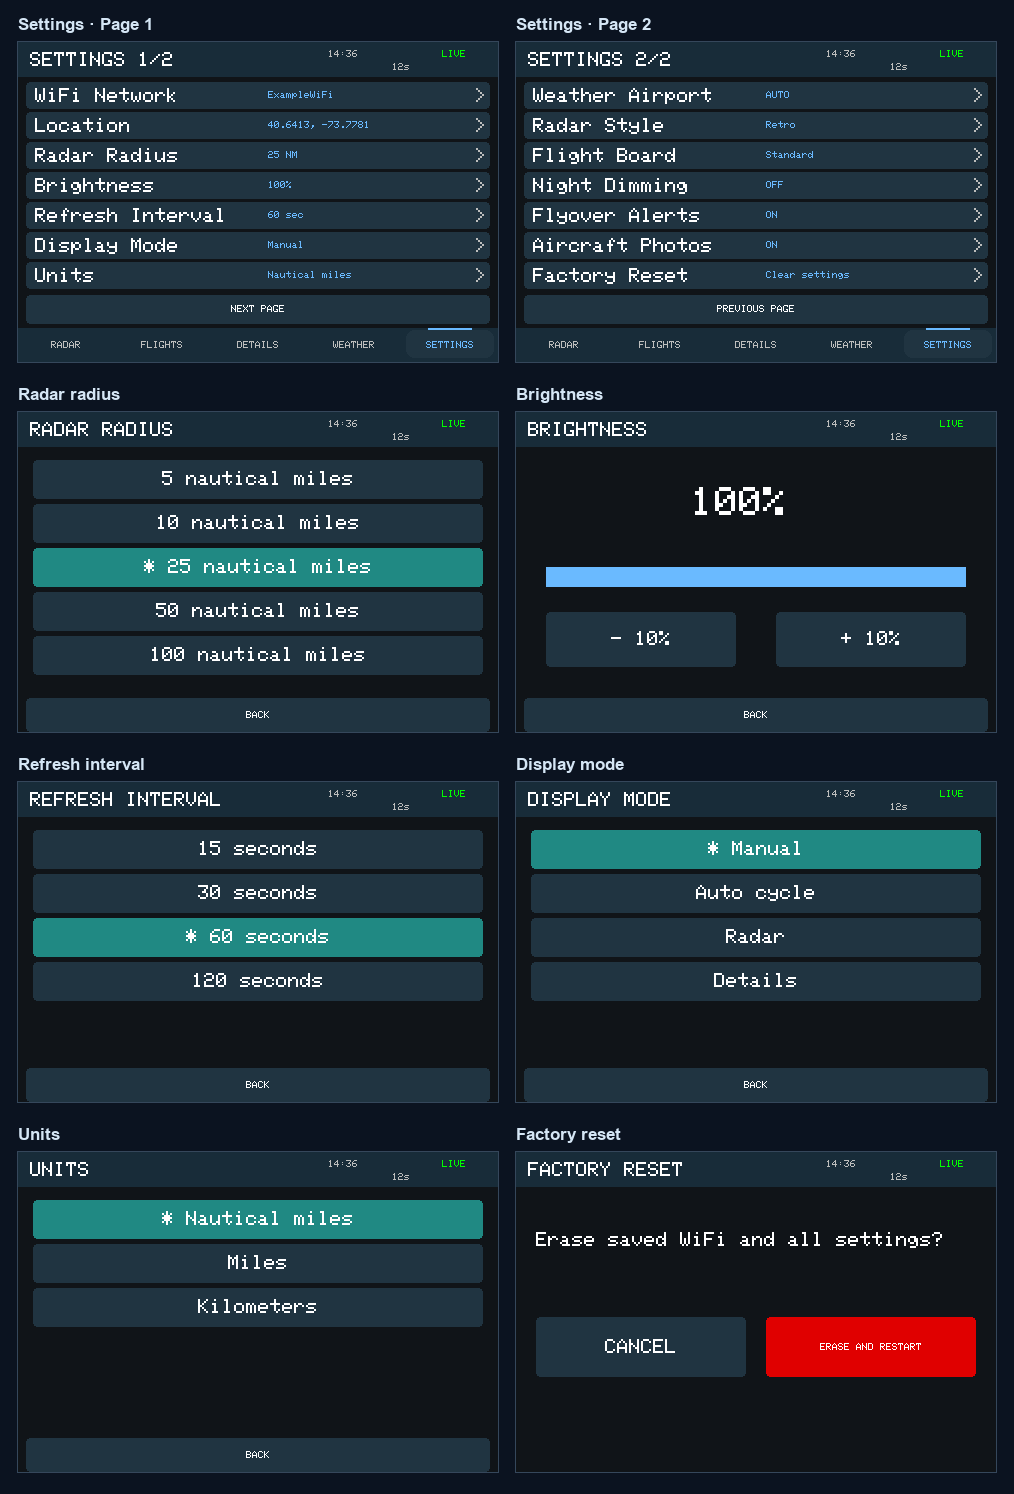 Settings · Page 1
SETTINGS 1/2 14:36 12s LIVE
WiFi Network ExampleWiFi
Location 40.6413, -73.7781
Radar Radius 25 NM
Brightness 100%
Refresh Interval 60 sec
Display Mode Manual
Units Nautical miles
NEXT PAGE
RADAR FLIGHTS DETAILS WEATHER SETTINGS
Settings · Page 2
SETTINGS 2/2 14:36 12s LIVE
Weather Airport AUTO
Radar Style Retro
Flight Board Standard
Night Dimming OFF
Flyover Alerts ON
Aircraft Photos ON
Factory Reset Clear settings
PREVIOUS PAGE
RADAR FLIGHTS DETAILS WEATHER SETTINGS
Radar radius
RADAR RADIUS 14:36 12s LIVE
5 nautical miles
10 nautical miles
* 25 nautical miles
50 nautical miles
100 nautical miles
BACK
Brightness
BRIGHTNESS 14:36 12s LIVE
100%
- 10% + 10%
BACK
Refresh interval
REFRESH INTERVAL 14:36 12s LIVE
15 seconds
30 seconds
* 60 seconds
120 seconds
BACK
Display mode
DISPLAY MODE 14:36 12s LIVE
* Manual
Auto cycle
Radar
Details
BACK
Units
UNITS 14:36 12s LIVE
* Nautical miles
Miles
Kilometers
BACK
Factory reset
FACTORY RESET 14:36 12s LIVE
Erase saved WiFi and all settings?
CANCEL ERASE AND RESTART